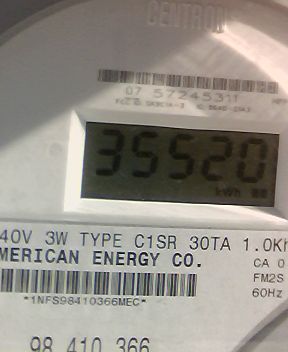 CENTRON
07 57245311
35520
kWh
40V 3W TYPE C1SR 30TA 1.0Kh
MERICAN ENERGY CO.
CA 0
FM2S
60Hz
*1NFS98410366MEC*
98 410 366